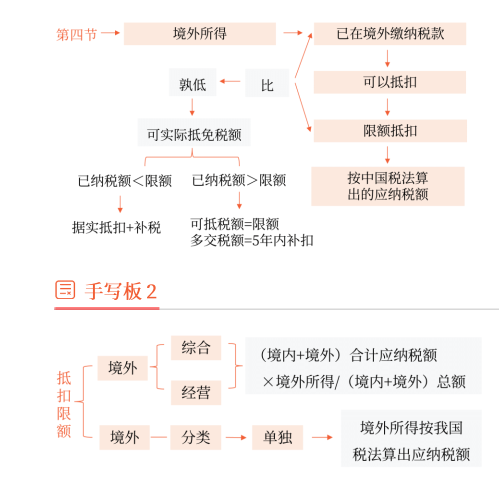 第四节
境外所得
已在境外缴纳税款
可以抵扣
孰低
比
限额抵扣
可实际抵免税额
按中国税法算
出的应纳税额
已纳税额＜限额
已纳税额＞限额
据实抵扣+补税
可抵税额=限额
多交税额=5年内补扣
手写板 2
抵扣限额
境外
综合
经营
（境内+境外）合计应纳税额
×境外所得/（境内+境外）总额
境外
分类
单独
境外所得按我国
税法算出应纳税额